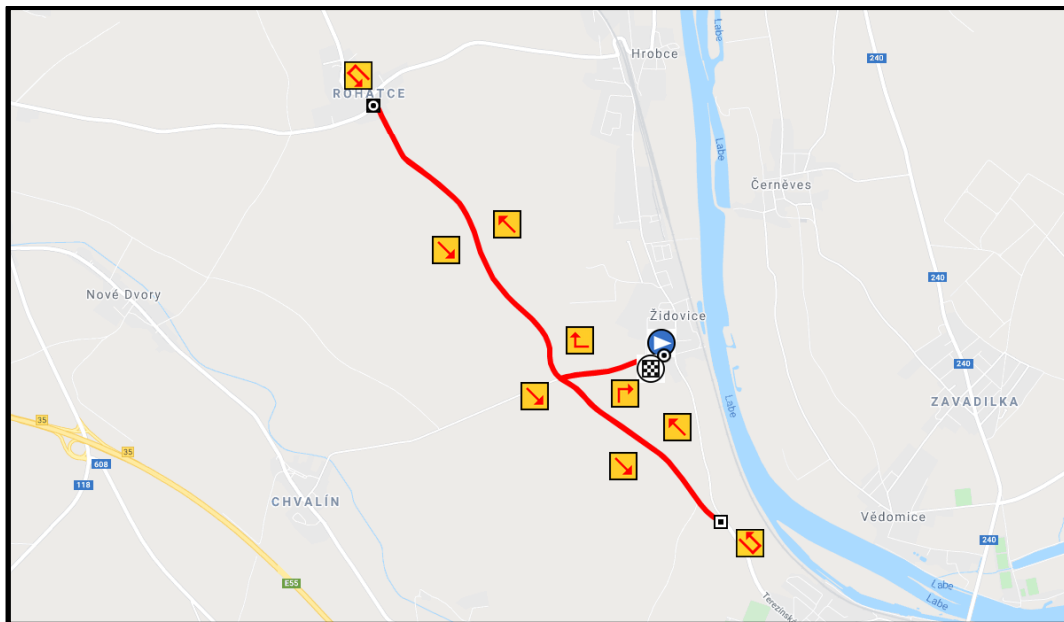 Labe
Hrobce
240
ROHATCE
Labe
Černěves
240
Nové Dvory
Židovice
240
ZAVADILKA
Labe
35
35
608
118
CHVALÍN
Vědomice
240
E55
Labe
Labe